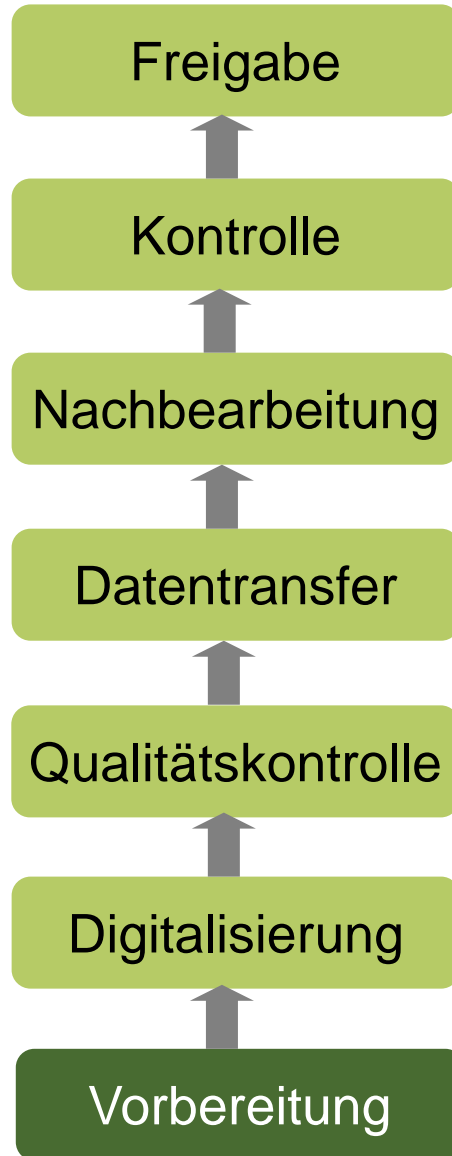 Freigabe
Kontrolle
Nachbearbeitung
Datentransfer
Qualitätskontrolle
Digitalisierung
Vorbereitung